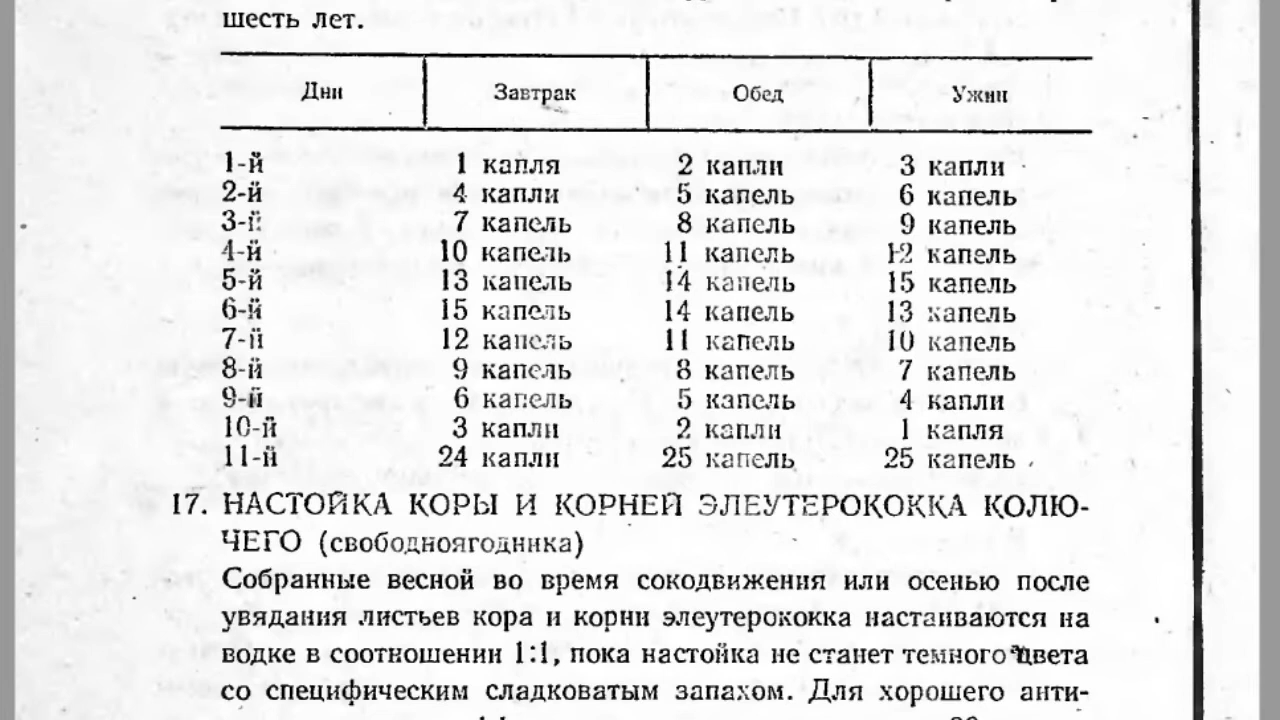 шесть лет.
Дни Завтрак Обед Ужин
1-й 1 капля 2 капли 3 капли
2-й 4 капли 5 капель 6 капель
3-й 7 капель 8 капель 9 капель
4-й 10 капель 11 капель 12 капель
5-й 13 капель 14 капель 15 капель
6-й 15 капель 14 капель 13 капель
7-й 12 капель 11 капель 10 капель
8-й 9 капель 8 капель 7 капель
9-й 6 капель 5 капель 4 капли
10-й 3 капли 2 капли 1 капля
11-й 24 капли 25 капель 25 капель
17. НАСТОЙКА КОРЫ И КОРНЕЙ ЭЛЕУТЕРОКОККА КОЛЮ-
ЧЕГО (свободноягодника)
Собранные весной во время сокодвижения или осенью после
увядания листьев кора и корни элеутерококка настаиваются на
водке в соотношении 1:1, пока настойка не станет темного цвета
со специфическим сладковатым запахом. Для хорошего анти-